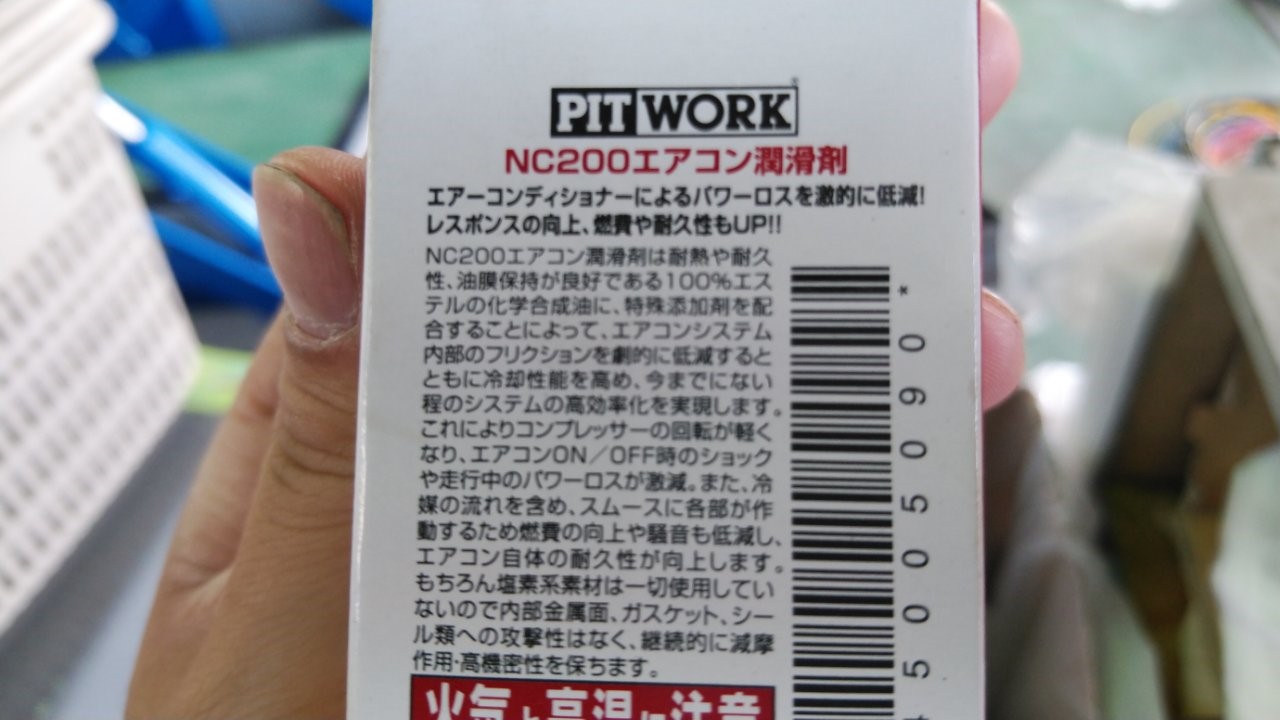 PIT WORK®
NC200エアコン潤滑剤
エアーコンディショナーによるパワーロスを激的に低減!
レスポンスの向上、燃費や耐久性もUP!!
NC200エアコン潤滑剤は耐熱や耐久
性、油膜保持が良好である100%エス
テルの化学合成油に、特殊添加剤を配
合することによって、エアコンシステム
内部のフリクションを劇的に低減すると
ともに冷却性能を高め、今までにない
程のシステムの高効率化を実現します。
これによりコンプレッサーの回転が軽く
なり、エアコンON／OFF時のショック
や走行中のパワーロスが激減。また、冷
媒の流れを含め、スムースに各部が作
動するため燃費の向上や騒音も低減し、
エアコン自体の耐久性が向上します。
もちろん塩素系素材は一切使用してい
ないので内部金属面、ガスケット、シー
ル類への攻撃性はなく、継続的に減摩
作用・高機密性を保ちます。
火気と高温に注意
*0905005045